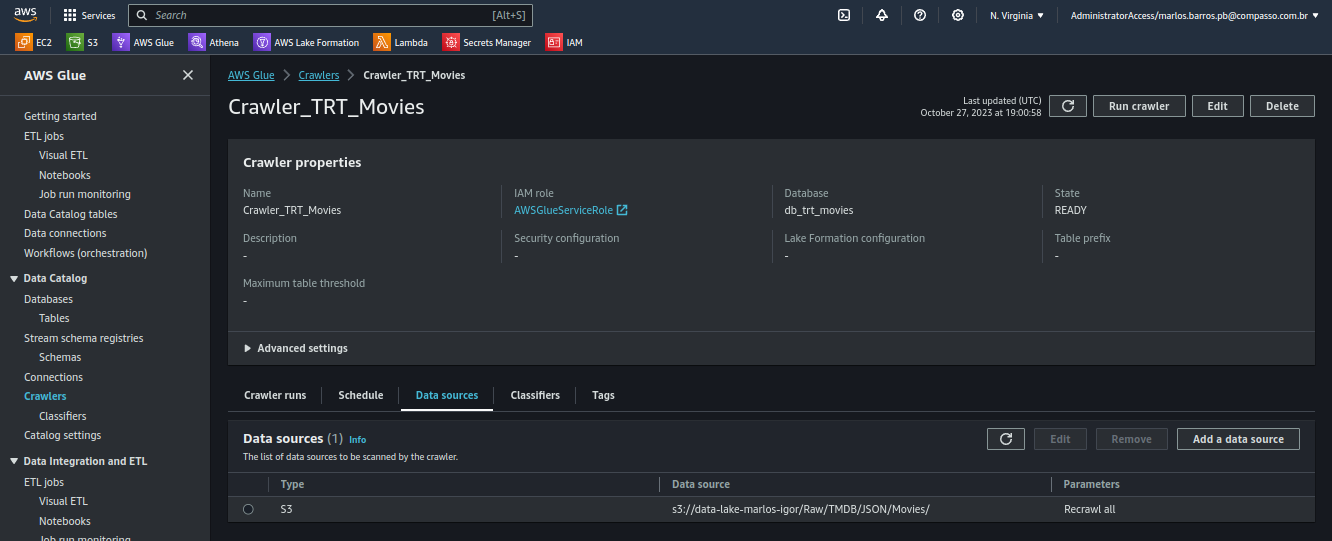 aws Services Search [Alt+S] N. Virginia AdministratorAccess/marlos.barros.pb@compasso.com.br
EC2 S3 AWS Glue Athena AWS Lake Formation Lambda Secrets Manager IAM
AWS Glue
Getting started
ETL jobs
Visual ETL
Notebooks
Job run monitoring
Data Catalog tables
Data connections
Workflows (orchestration)
Data Catalog
Databases
Tables
Stream schema registries
Schemas
Connections
Crawlers
Classifiers
Catalog settings
Data Integration and ETL
ETL jobs
Visual ETL
Notebooks
Job run monitoring
AWS Glue Crawlers Crawler_TRT_Movies
Crawler_TRT_Movies
Last updated (UTC)
October 27, 2023 at 19:00:58
Run crawler Edit Delete
Crawler properties
Name IAM role Database State
Crawler_TRT_Movies AWSGlueServiceRole db_trt_movies READY
Description Security configuration Lake Formation configuration Table prefix
- - - -
Maximum table threshold
-
Advanced settings
Crawler runs Schedule Data sources Classifiers Tags
Data sources (1) Info Edit Remove Add a data source
The list of data sources to be scanned by the crawler.
Type Data source Parameters
S3 s3://data-lake-marlos-igor/Raw/TMDB/JSON/Movies/ Recrawl all